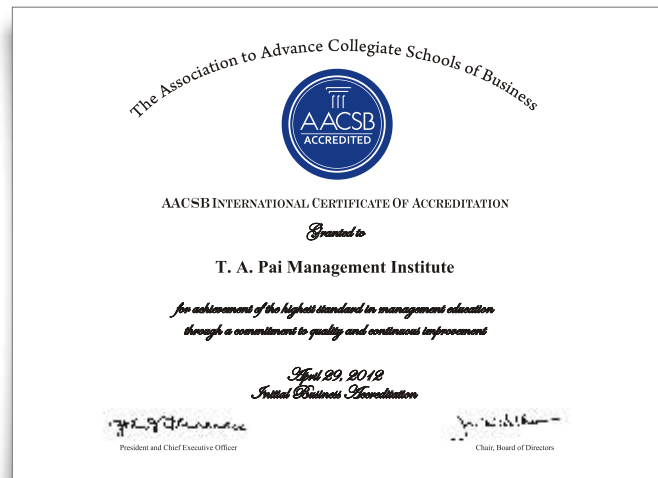 The Association to Advance Collegiate Schools of Business
AACSB
ACCREDITED
AACSB INTERNATIONAL CERTIFICATE OF ACCREDITATION
Granted to
T. A. Pai Management Institute
for achievement of the highest standard in management education
through a commitment to quality and continuous improvement
April 29, 2012
Initial Business Accreditation
President and Chief Executive Officer
Chair, Board of Directors